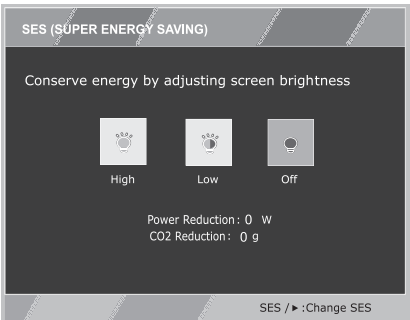 SES (SUPER ENERGY SAVING)
Conserve energy by adjusting screen brightness
High Low Off
Power Reduction : 0 W
CO2 Reduction : 0 g
SES / ► :Change SES